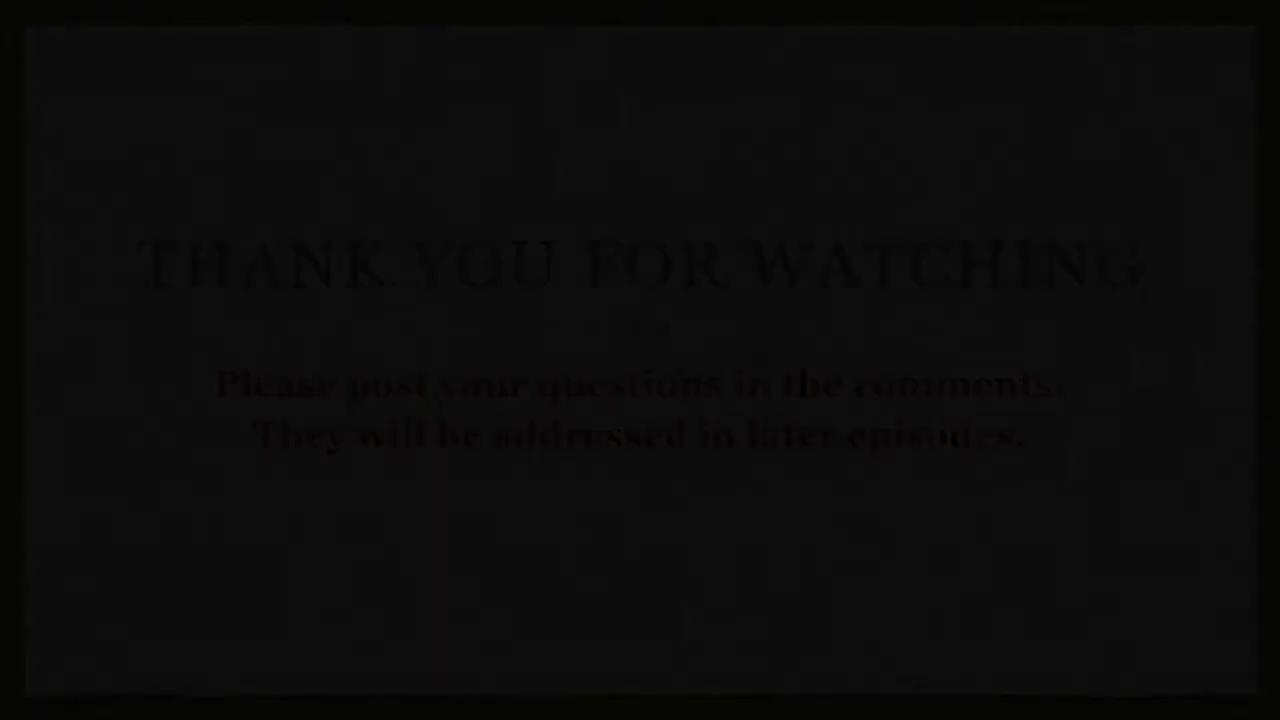 THANK YOU FOR WATCHING
Please post your questions in the comments.
They will be addressed in later episodes.